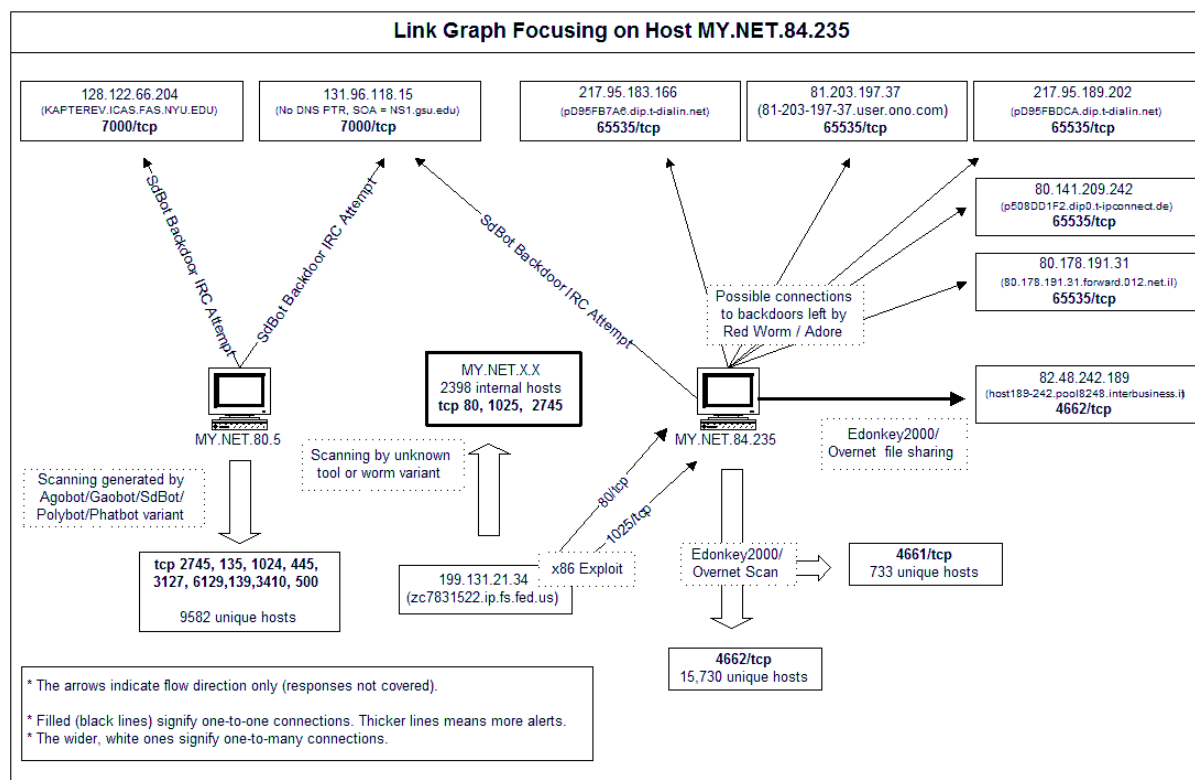 Link Graph Focusing on Host MY.NET.84.235
128.122.66.204
(KAPTEREV.ICAS.FAS.NYU.EDU)
7000/tcp
131.96.118.15
(No DNS PTR, SOA = NS1.gsu.edu)
7000/tcp
217.95.183.166
(pD95FB7A6.dip.t-dialin.net)
65535/tcp
81.203.197.37
(81-203-197-37.user.ono.com)
65535/tcp
217.95.189.202
(pD95FBDCA.dip.t-dialin.net)
65535/tcp
80.141.209.242
(p508DD1F2.dip0.t-ipconnect.de)
65535/tcp
80.178.191.31
(80.178.191.31.forward.012.net.il)
65535/tcp
SdBot Backdoor IRC Attempt
SdBot Backdoor IRC Attempt
SdBot Backdoor IRC Attempt
Possible connections
to backdoors left by
Red Worm / Adore
MY.NET.X.X
2398 internal hosts
tcp 80, 1025, 2745
82.48.242.189
(host189-242.pool8248.interbusiness.it)
4662/tcp
MY.NET.80.5
MY.NET.84.235
Edonkey2000/
Overnet file sharing
Scanning by unknown
tool or worm variant
Scanning generated by
Agobot/Gaobot/SdBot/
Polybot/Phatbot variant
80/tcp
1025/tcp
x86 Exploit
tcp 2745, 135, 1024, 445,
3127, 6129,139,3410, 500
9582 unique hosts
199.131.21.34
(zc7831522.ip.fs.fed.us)
Edonkey2000/
Overnet Scan
4661/tcp
733 unique hosts
4662/tcp
15,730 unique hosts
* The arrows indicate flow direction only (responses not covered).
* Filled (black lines) signify one-to-one connections. Thicker lines means more alerts.
* The wider, white ones signify one-to-many connections.